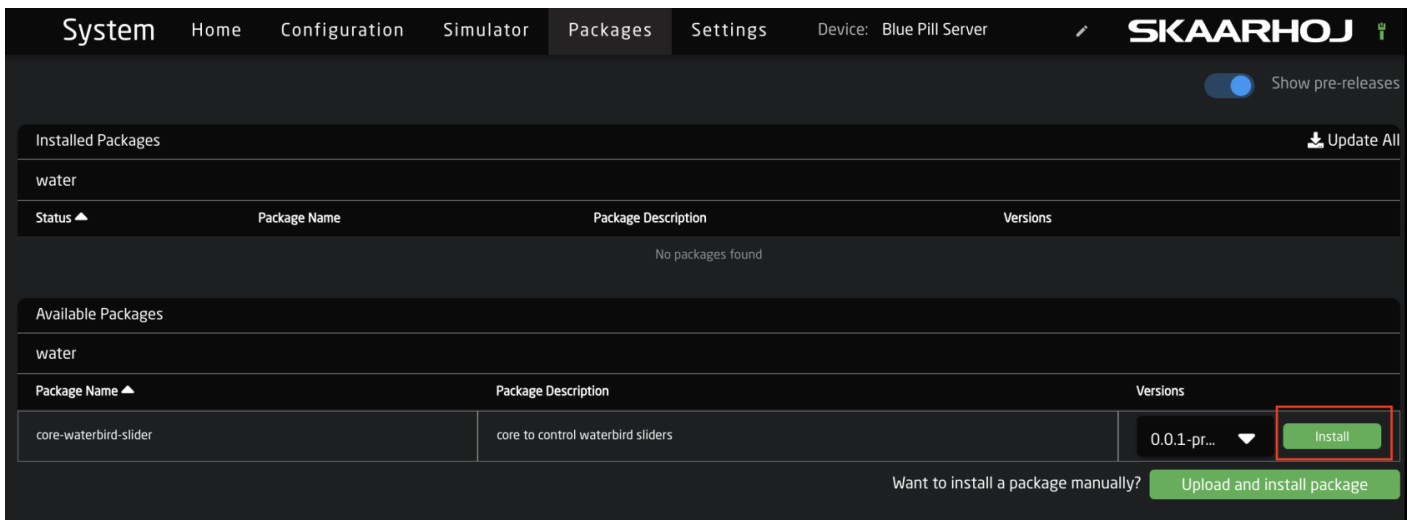 System Home Configuration Simulator Packages Settings Device: Blue Pill Server SKAARHOJ
Show pre-releases
Installed Packages Update All
water
Status Package Name Package Description Versions
No packages found
Available Packages
water
Package Name Package Description Versions
core-waterbird-slider core to control waterbird sliders 0.0.1-pr... Install
Want to install a package manually? Upload and install package